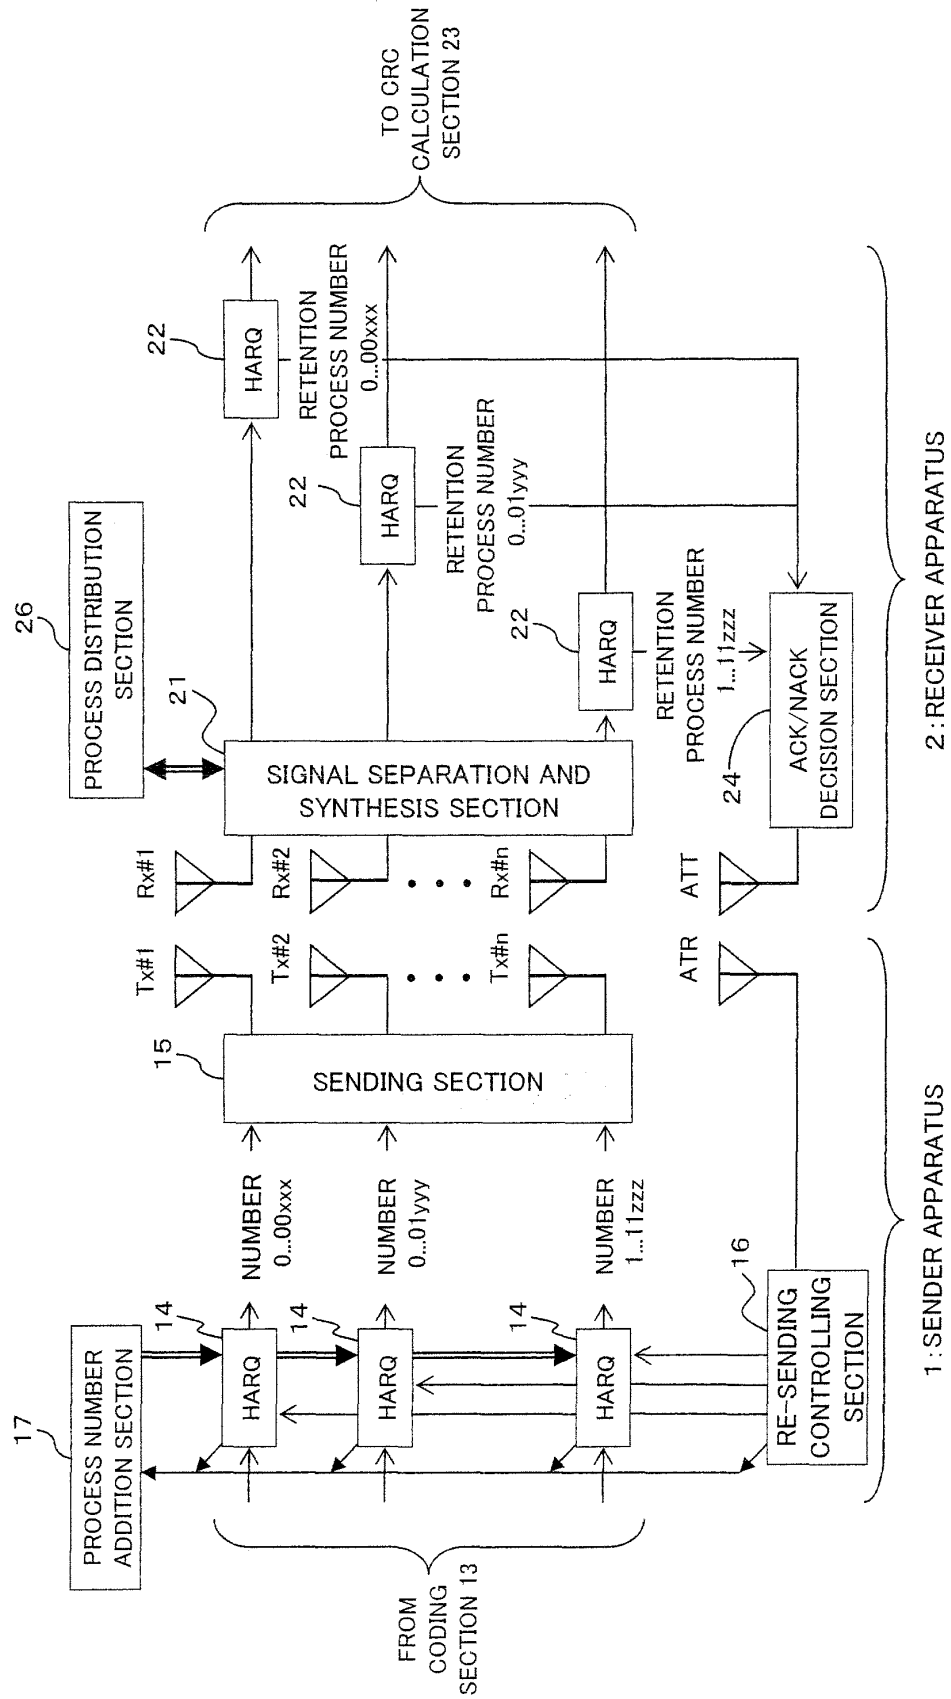 17
PROCESS NUMBER
ADDITION SECTION
FROM
CODING
SECTION 13
14
HARQ
14
HARQ
14
HARQ
NUMBER
0...00xxx
NUMBER
0...01yyy
NUMBER
1...11zzz
16
RE-SENDING
CONTROLLING
SECTION
15
SENDING SECTION
Tx#1
Tx#2
Tx#n
ATR
1:SENDER APPARATUS
Rx#1
Rx#2
Rx#n
ATT
21
SIGNAL SEPARATION AND
SYNTHESIS SECTION
26
PROCESS DISTRIBUTION
SECTION
22
HARQ
RETENTION
PROCESS NUMBER
0...00xxx
22
HARQ
RETENTION
PROCESS NUMBER
0...01yyy
22
HARQ
RETENTION
PROCESS NUMBER
1...11zzz
24
ACK/NACK
DECISION SECTION
TO CRC
CALCULATION
SECTION 23
2:RECEIVER APPARATUS